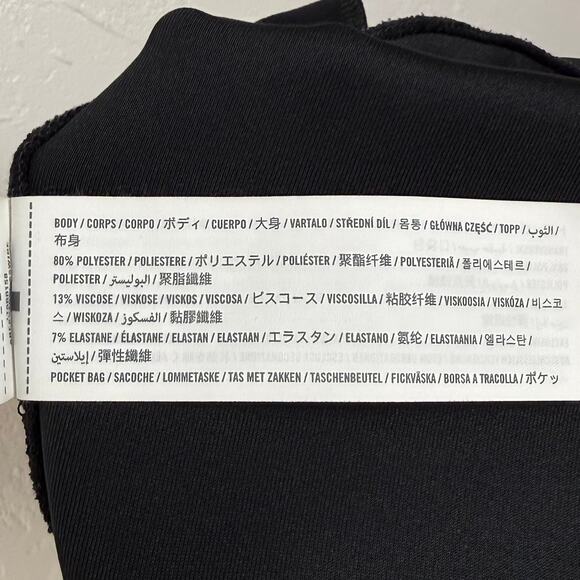 BODY / CORPS / CORPO / ボディ / CUERPO / 大身 / VARTALO / STŘEDNÍ DÍL / 몸통 / GŁÓWNA CZĘŚĆ / TOPP / الثوب /
布身
80% POLYESTER / POLIESTERE / ポリエステル / POLIÉSTER / 聚酯纤维 / POLYESTERIÄ / 폴리에스테르 /
POLIESTER / البوليستر / 聚脂纖維
13% VISCOSE / VISKOSE / VISKOS / VISCOSA / ビスコース / VISCOSILLA / 粘胶纤维 / VISKOOSIA / VISKÓZA / 비스코
스 / WISKOZA / الفسكوز / 黏膠纖維
7% ELASTANE / ÉLASTANE / ELASTAN / ELASTAAN / エラスタン / ELASTANO / 氨纶 / ELASTAANIA / 엘라스탄 /
إيلاستين / 彈性纖維
POCKET BAG / SACOCHE / LOMMETASKE / TAS MET ZAKKEN / TASCHENBEUTEL / FICKVÄSKA / BORSA A TRACOLLA / ポケッ